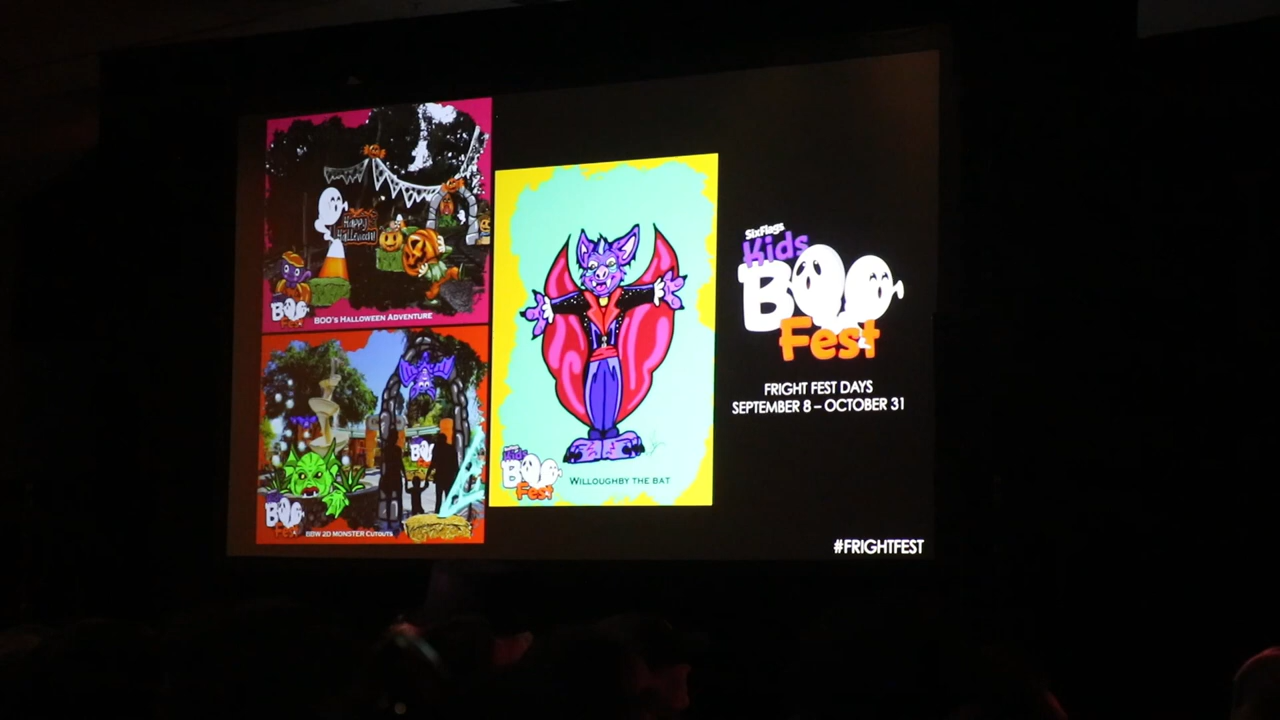 Happy
Halloween!
BOO
Fest
BOO'S HALLOWEEN ADVENTURE
BOO
BOO
Fest
BBW 2D MONSTER CUTOUTS
Kids
BOO
Fest
WILLOUGHBY THE BAT
SixFlags
Kids
BOO
Fest
FRIGHT FEST DAYS
SEPTEMBER 8 – OCTOBER 31
#FRIGHTFEST